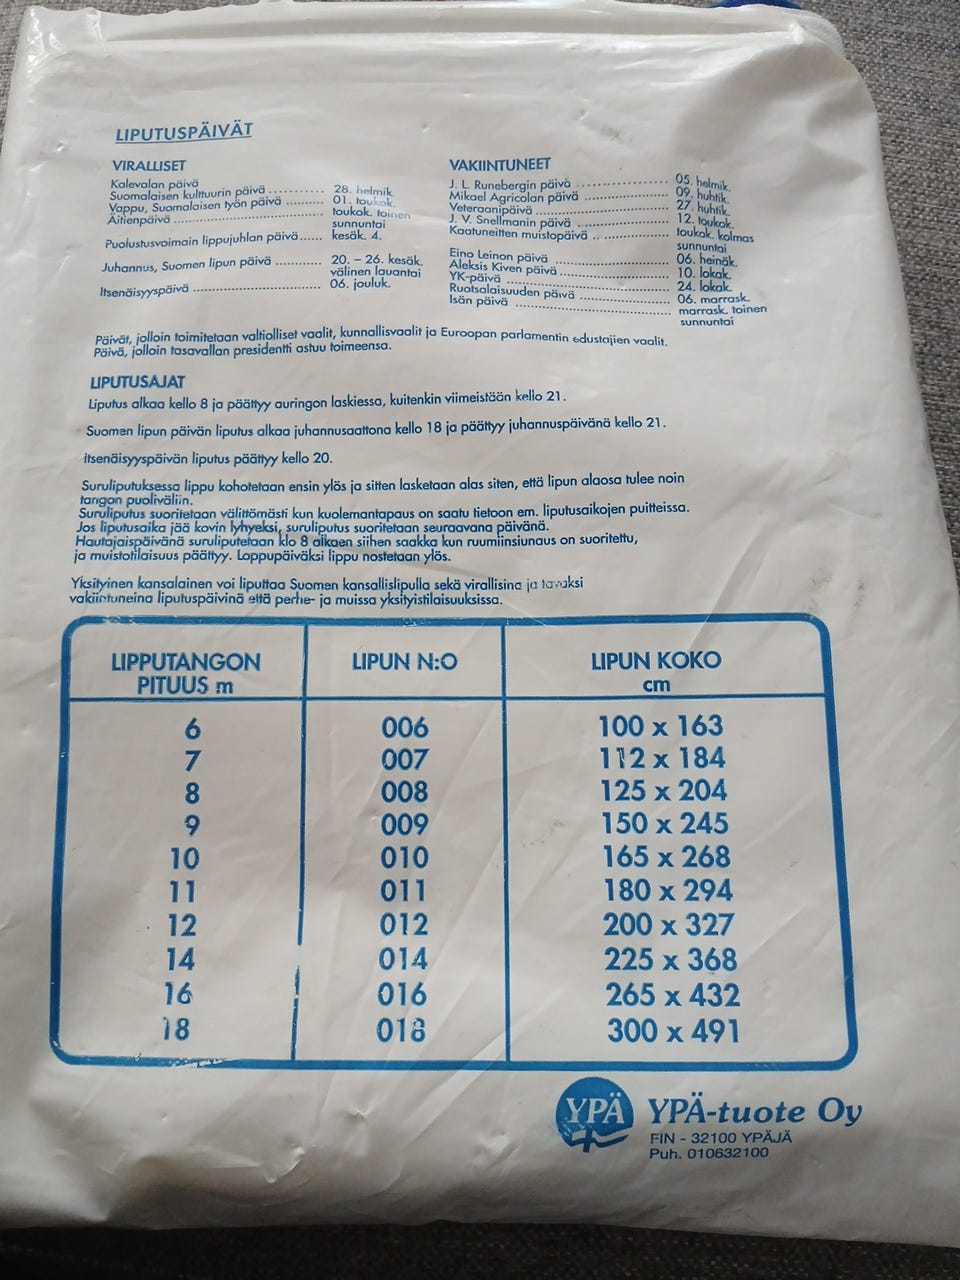 LIPUTUSPÄIVÄT
VIRALLISET
Kalevalan päivä
Suomalaisen kulttuurin päivä .............. 28. helmik.
Vappu, Suomalaisen työn päivä ......... 01. toukok.
Äitienpäivä ........................................ toukok. toinen
sunnuntai
Puolustusvoimain lippujuhlan päivä...... kesäk. 4.
Juhannus, Suomen lipun päivä ............ 20. – 26. kesäk.
välinen lauantai
Itsenäisyyspäivä ................................. 06. jouluk.
VAKIINTUNEET
J. L. Runebergin päivä ........................ 05. helmik.
Mikael Agricolan päivä ....................... 09. huhtik.
Veteraanipäivä ................................... 27. huhtik.
J. V. Snellmanin päivä ......................... 12. toukok.
Kaatuneitten muistopäivä .. ................. toukok. kolmas
sunnuntai
Eino Leinon päivä ............................... 06. heinäk.
Aleksis Kiven päivä ............................. 10. lokak.
YK-päivä ............................................ 24. lokak.
Ruotsalaisuuden päivä ........................ 06. marrask.
Isän päivä .......................................... marrask. toinen
sunnuntai
Päivät, jolloin toimitetaan valtiolliset vaalit, kunnallisvaalit ja Euroopan parlamentin edustajien vaalit.
Päivä, jolloin tasavallan presidentti astuu toimeensa.
LIPUTUSAJAT
Liputus alkaa kello 8 ja päättyy auringon laskiessa, kuitenkin viimeistään kello 21.
Suomen lipun päivän liputus alkaa juhannusaattona kello 18 ja päättyy juhannuspäivänä kello 21.
Itsenäisyyspäivän liputus päättyy kello 20.
Suruliputuksessa lippu kohotetaan ensin ylös ja sitten lasketaan alas siten, että lipun alaosa tulee noin
tangon puoliväliin.
Suruliputus suoritetaan välittömästi kun kuolemantapaus on saatu tietoon em. liputusaikojen puitteissa.
Jos liputusaika jää kovin lyhyeksi, suruliputus suoritetaan seuraavana päivänä.
Hautajaispäivänä suruliputetaan klo 8 alkaen siihen saakka kun ruumiinsiunaus on suoritettu,
ja muistotilaisuus päättyy. Loppupäiväksi lippu nostetaan ylös.
Yksityinen kansalainen voi liputtaa Suomen kansallislipulla sekä virallisina ja tavaksi
vakiintuneina liputuspäivinä että perhe- ja muissa yksityistilaisuuksissa.
LIPPUTANGON LIPUN N:O LIPUN KOKO
PITUUS m cm
6 006 100 x 163
7 007 112 x 184
8 008 125 x 204
9 009 150 x 245
10 010 165 x 268
11 011 180 x 294
12 012 200 x 327
14 014 225 x 368
16 016 265 x 432
18 018 300 x 491
YPÄ YPÄ-tuote Oy
FIN - 32100 YPÄJÄ
Puh. 010632100